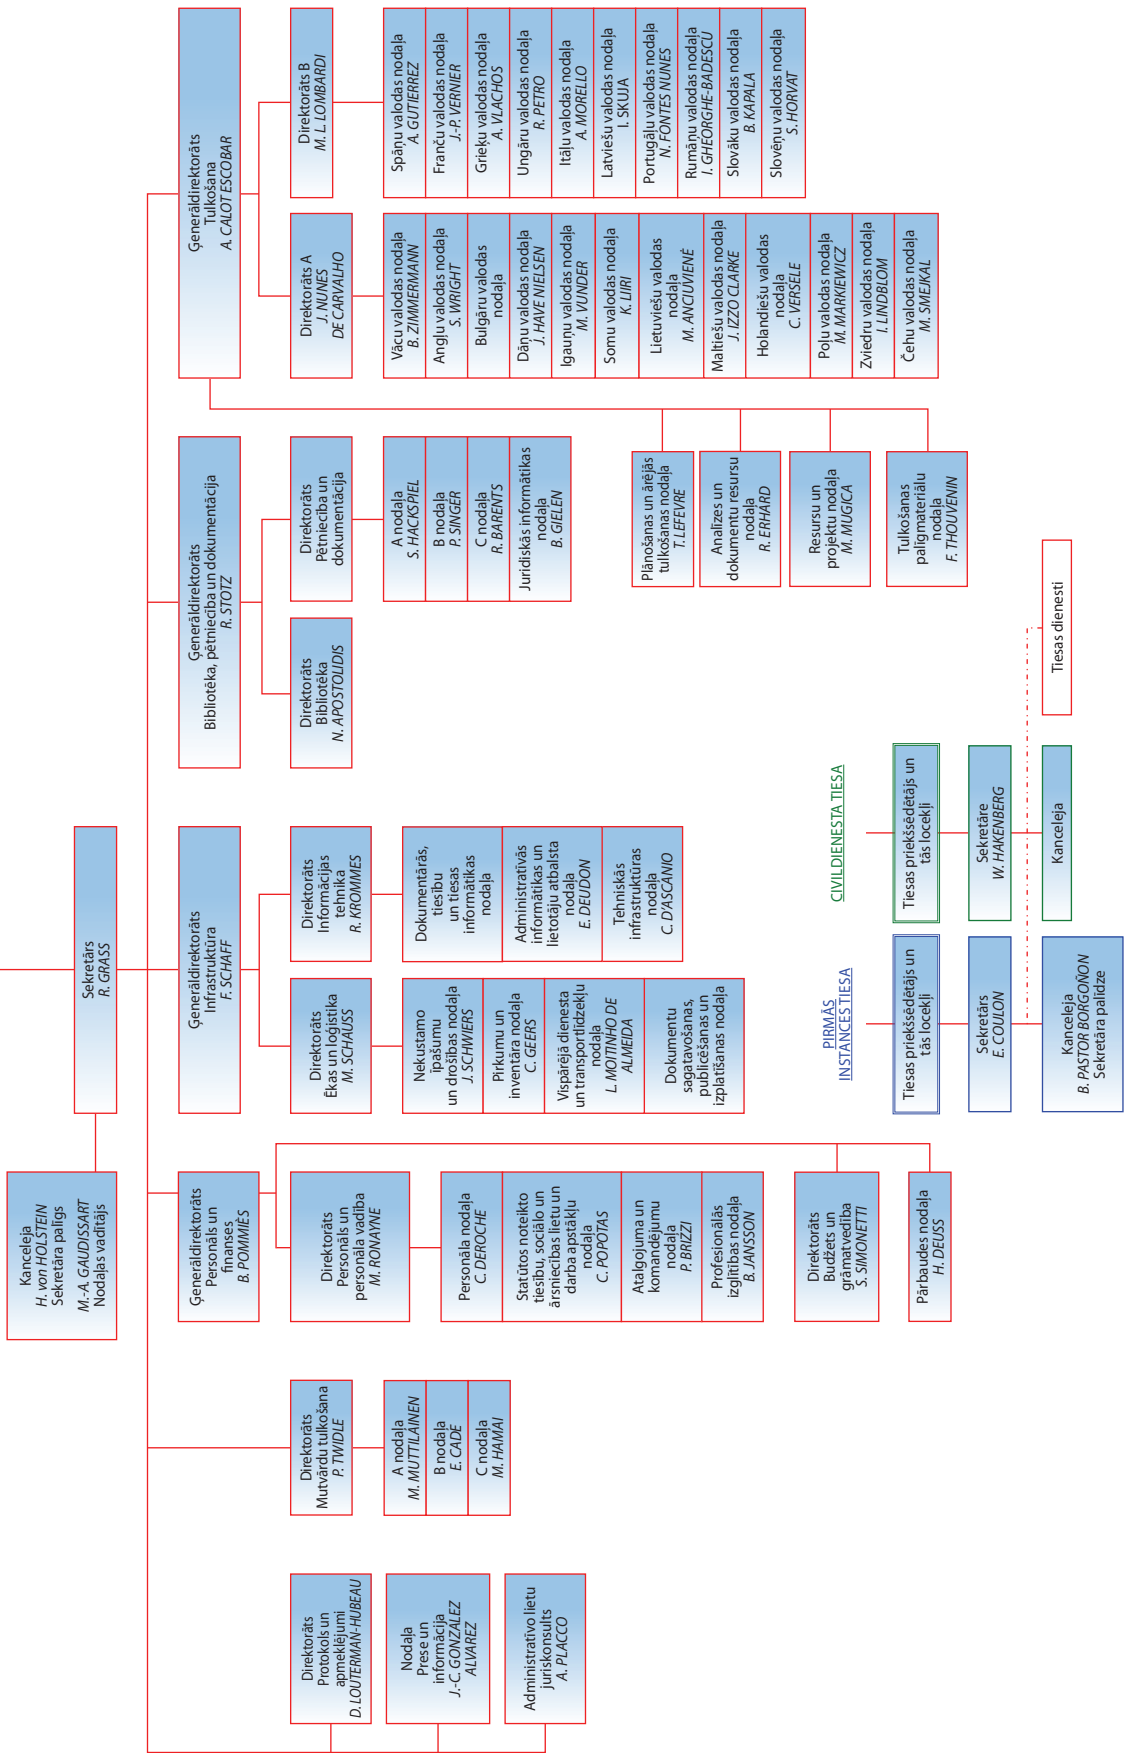 Kanceleja
H. von HOLSTEIN
Sekretāra palīgs
M.-A. GAUDISSART
Nodaļas vadītājs
Sekretārs
R. GRASS
Direktorāts
Protokols un
apmeklējumi
D. LOUTERMAN-HUBEAU
Nodaļa
Prese un
informācija
J.-C. GONZALEZ
ALVAREZ
Administratīvo lietu
juriskonsults
A. PLACCO
Direktorāts
Mutvārdu tulkošana
P. TWIDLE
A nodaļa
M. MUTTILAINEN
B nodaļa
E. CADE
C nodaļa
M. HAMAI
Ģenerāldirektorāts
Personāls un
finanses
B. POMMIÈS
Direktorāts
Personāls un
personāla vadība
M. RONAYNE
Personāla nodaļa
C. DEROCHE
Statūtos noteikto
tiesību, sociālo un
ārsniecības lietu un
darba apstākļu
nodaļa
C. POPOTAS
Atalgojuma un
komandējumu
nodaļa
P. BRIZZI
Profesionālās
izglītības nodaļa
B. JANSSON
Direktorāts
Budžets un
grāmatvedība
S. SIMONETTI
Pārbaudes nodaļa
H. DEUSS
Ģenerāldirektorāts
Infrastruktūra
F. SCHAFF
Direktorāts
Ēkas un loģistika
M. SCHAUSS
Nekustamo
īpašumu
un drošības nodaļa
J. SCHWIERS
Pirkumu un
inventāra nodaļa
C. GEERS
Vispārējā dienesta
un transportlīdzekļu
nodaļa
L. MOITINHO DE
ALMEIDA
Dokumentu
sagatavošanas,
publicēšanas un
izplatīšanas nodaļa
Direktorāts
Informācijas
tehnika
R. KROMMES
Dokumentārās,
tiesību
un tiesas
informātikas
nodaļa
Administratīvās
informātikas un
lietotāju atbalsta
nodaļa
E. DEUDON
Tehniskās
infrastruktūras
nodaļa
C. D'ASCANIO
Ģenerāldirektorāts
Bibliotēka, pētniecība un dokumentācija
R. STOTZ
Direktorāts
Bibliotēka
N. APOSTOLIDIS
Direktorāts
Pētniecība un
dokumentācija
A nodaļa
S. HACKSPIEL
B nodaļa
P. SINGER
C nodaļa
R. BARENTS
Juridiskās informātikas
nodaļa
B. GIELEN
Ģenerāldirektorāts
Tulkošana
A. CALOT ESCOBAR
Direktorāts A
J. NUNES
DE CARVALHO
Vācu valodas nodaļa
B. ZIMMERMANN
Angļu valodas nodaļa
S. WRIGHT
Bulgāru valodas
nodaļa
Dāņu valodas nodaļa
J. HAVE NIELSEN
Igauņu valodas nodaļa
M. VUNDER
Somu valodas nodaļa
K. LIIRI
Lietuviešu valodas
nodaļa
M. ANCIUVIENÈ
Maltiešu valodas nodaļa
J. IZZO CLARKE
Holandiešu valodas
nodaļa
C. VERSELE
Poļu valodas nodaļa
M. MARKIEWICZ
Zviedru valodas nodaļa
I. LINDBLOM
Čehu valodas nodaļa
M. SMEJKAL
Direktorāts B
M. L. LOMBARDI
Spāņu valodas nodaļa
A. GUTIERREZ
Franču valodas nodaļa
J.-P. VERNIER
Grieķu valodas nodaļa
A. VLACHOS
Ungāru valodas nodaļa
R. PETRO
Itāļu valodas nodaļa
A. MORELLO
Latviešu valodas nodaļa
I. SKUJA
Portugāļu valodas nodaļa
N. FONTES NUNES
Rumāņu valodas nodaļa
I. GHEORGHE-BADESCU
Slovāku valodas nodaļa
B. KAPALA
Slovēņu valodas nodaļa
S. HORVAT
Plānošanas un ārējās
tulkošanas nodaļa
T. LEFEVRE
Analīzes un
dokumentu resursu
nodaļa
R. ERHARD
Resursu un
projektu nodaļa
M. MUGICA
Tulkošanas
palīgmateriālu
nodaļa
F. THOUVENIN
PIRMĀS
INSTANCES TIESA
Tiesas priekšsēdētājs un
tās locekļi
Sekretārs
E. COULON
Kanceleja
B. PASTOR BORGOÑON
Sekretāra palīdze
CIVILDIENESTA TIESA
Tiesas priekšsēdētājs un
tās locekļi
Sekretāre
W. HAKENBERG
Kanceleja
Tiesas dienesti